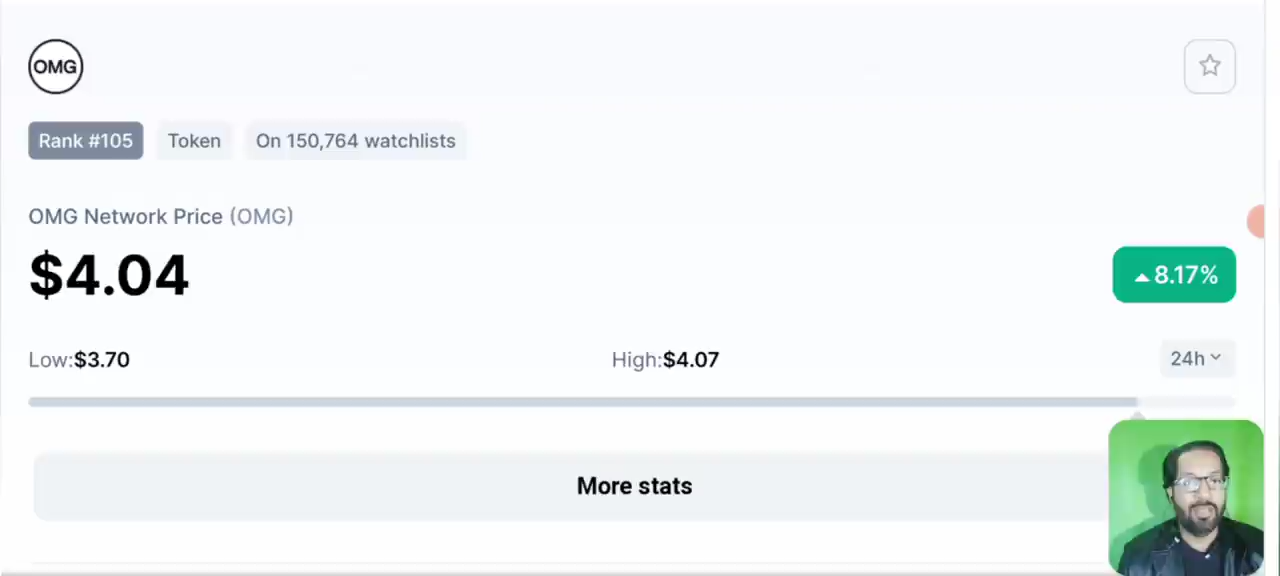 OMG
Rank #105 Token On 150,764 watchlists
OMG Network Price (OMG)
$4.04
8.17%
Low:$3.70 High:$4.07 24h
More stats